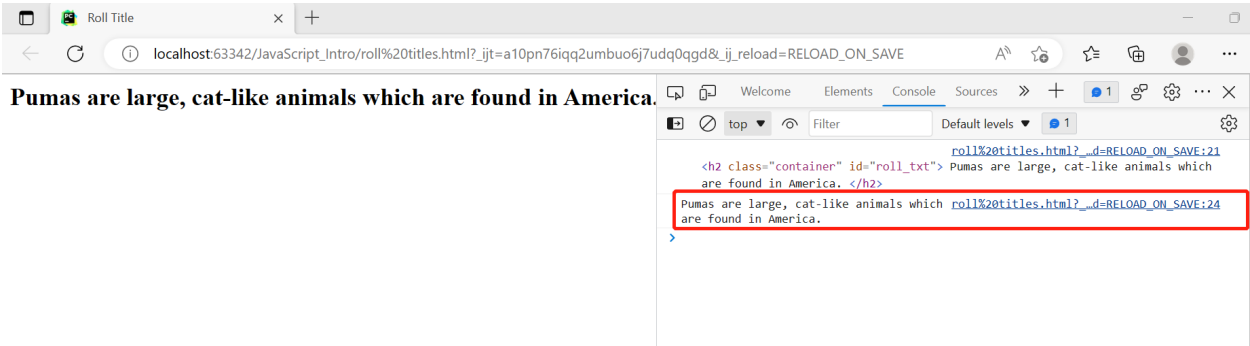 Roll Title
localhost:63342/JavaScript_Intro/roll%20titles.html?_ijt=a10pn76iqq2umbuo6j7udq0qgd&_ij_reload=RELOAD_ON_SAVE
Pumas are large, cat-like animals which are found in America.
Welcome Elements Console Sources 1
top Filter Default levels 1
roll%20titles.html?_…d=RELOAD_ON_SAVE:21
<h2 class="container" id="roll_txt"> Pumas are large, cat-like animals which
are found in America. </h2>
Pumas are large, cat-like animals which roll%20titles.html?_…d=RELOAD_ON_SAVE:24
are found in America.